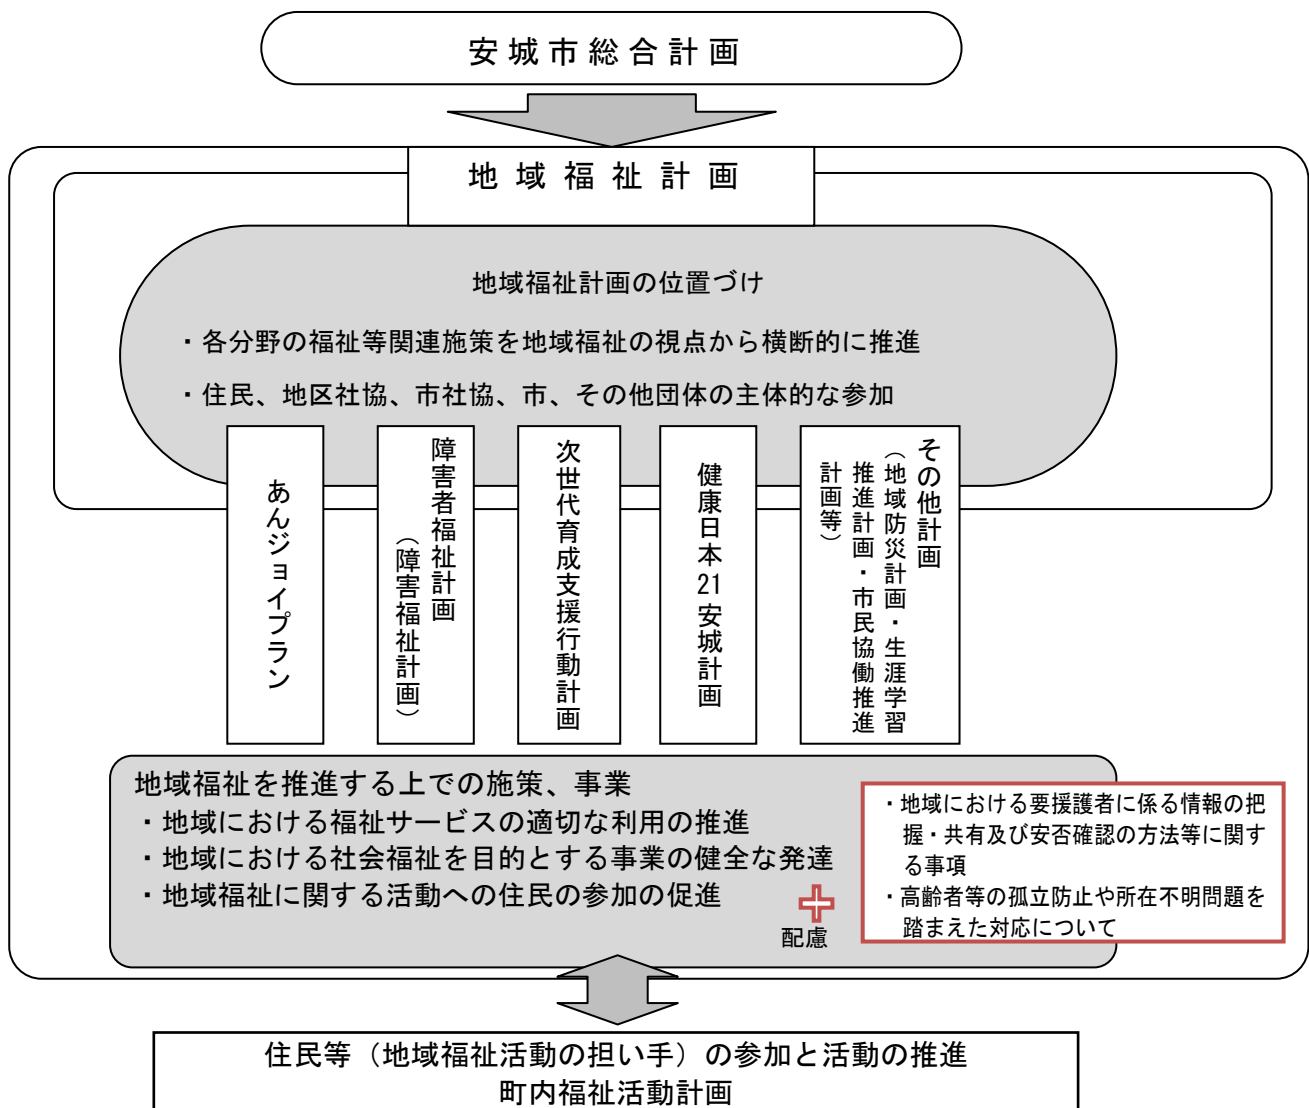 安城市総合計画
地域福祉計画
地域福祉計画の位置づけ
・各分野の福祉等関連施策を地域福祉の視点から横断的に推進
・住民、地区社協、市社協、市、その他団体の主体的な参加
あんジョイプラン
障害者福祉計画
（障害福祉計画）
次世代育成支援行動計画
健康日本21安城計画
その他計画
（地域防災計画・生涯学習
推進計画・市民協働推進
計画等）
地域福祉を推進する上での施策、事業
・地域における福祉サービスの適切な利用の推進
・地域における社会福祉を目的とする事業の健全な発達
・地域福祉に関する活動への住民の参加の促進
配慮
・地域における要援護者に係る情報の把
握・共有及び安否確認の方法等に関す
る事項
・高齢者等の孤立防止や所在不明問題を
踏まえた対応について
住民等（地域福祉活動の担い手）の参加と活動の推進
町内福祉活動計画